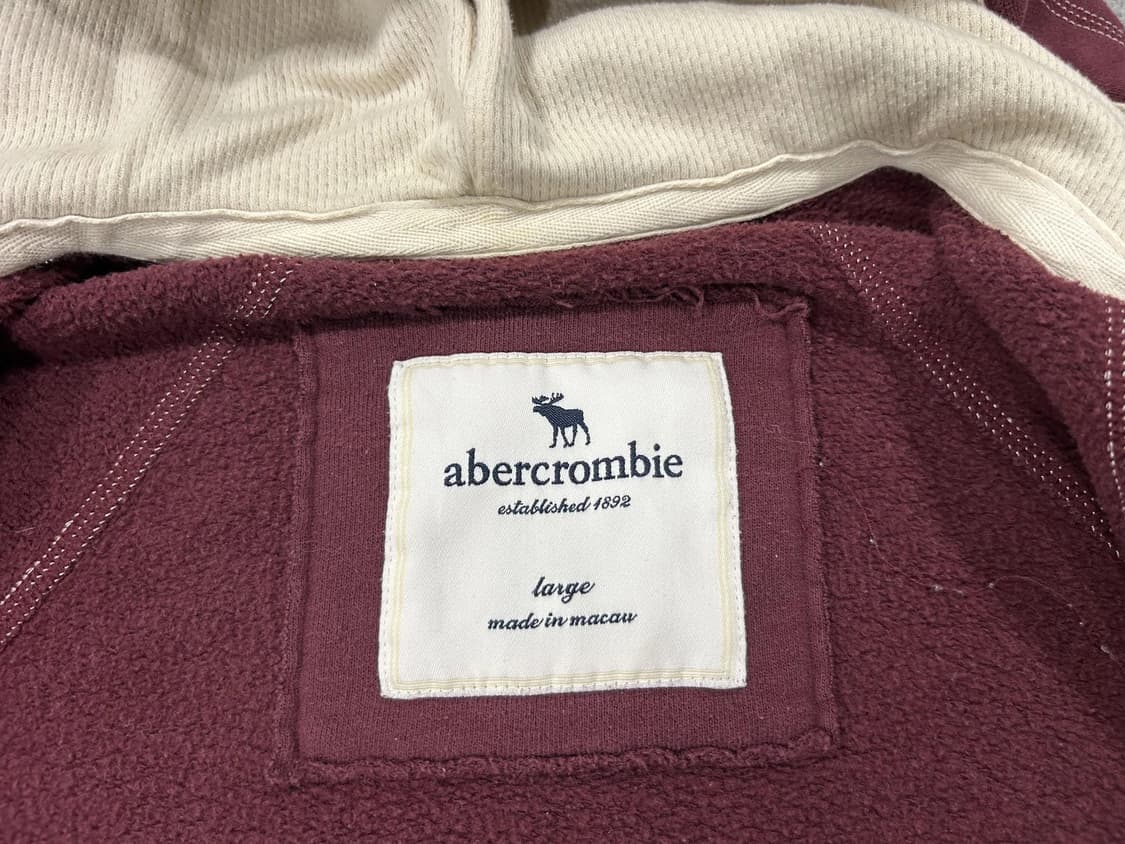 abercrombie
established 1892
large
made in macau